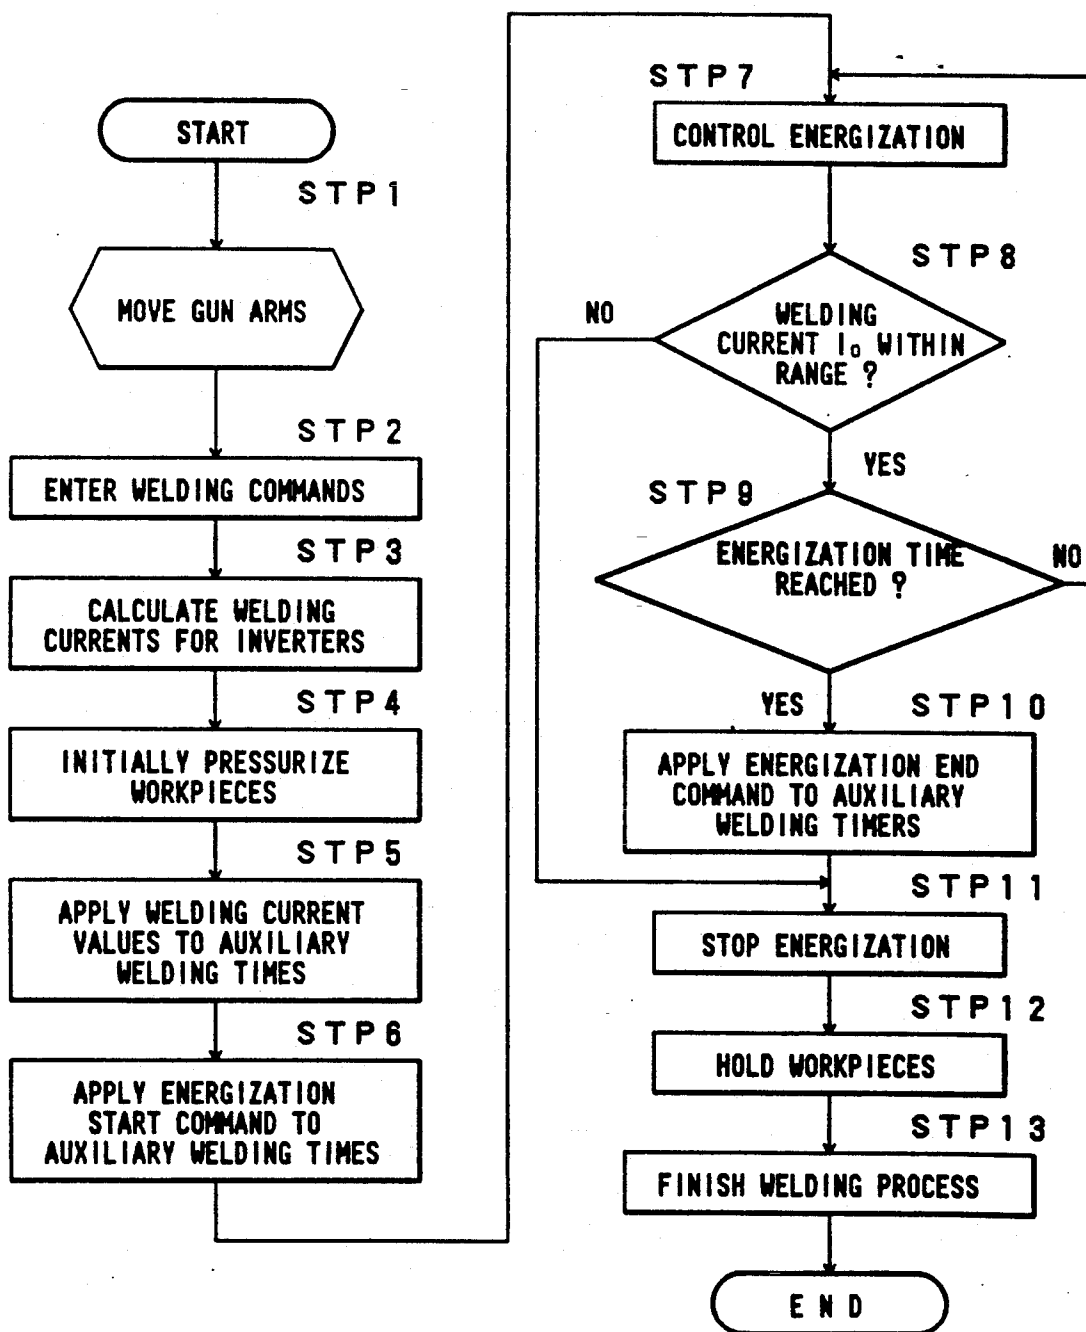 START
STP1
MOVE GUN ARMS
STP2
ENTER WELDING COMMANDS
STP3
CALCULATE WELDING
CURRENTS FOR INVERTERS
STP4
INITIALLY PRESSURIZE
WORKPIECES
STP5
APPLY WELDING CURRENT
VALUES TO AUXILIARY
WELDING TIMES
STP6
APPLY ENERGIZATION
START COMMAND TO
AUXILIARY WELDING TIMES
STP7
CONTROL ENERGIZATION
STP8
NO
WELDING
CURRENT I₀ WITHIN
RANGE ?
YES
STP9
ENERGIZATION TIME
REACHED ?
NO
YES
STP10
APPLY ENERGIZATION END
COMMAND TO AUXILIARY
WELDING TIMERS
STP11
STOP ENERGIZATION
STP12
HOLD WORKPIECES
STP13
FINISH WELDING PROCESS
END